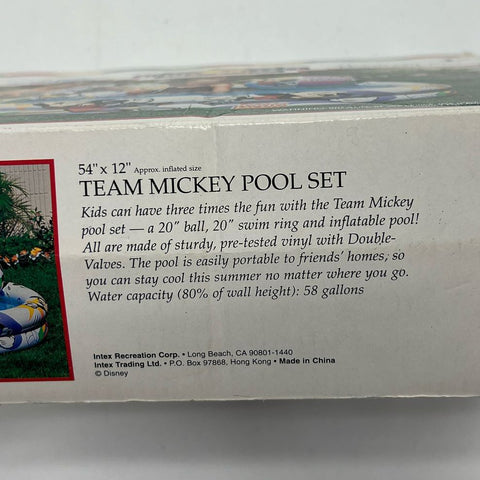 54" x 12" Approx. inflated size
TEAM MICKEY POOL SET
Kids can have three times the fun with the Team Mickey
pool set — a 20" ball, 20" swim ring and inflatable pool!
All are made of sturdy, pre-tested vinyl with Double-
Valves. The pool is easily portable to friends' homes, so
you can stay cool this summer no matter where you go.
Water capacity (80% of wall height): 58 gallons
Intex Recreation Corp. • Long Beach, CA 90801-1440
Intex Trading Ltd. • P.O. Box 97868, Hong Kong • Made in China
© Disney